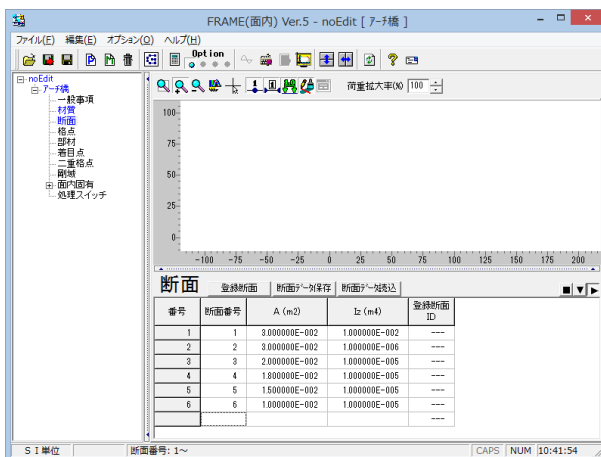 FRAME(面内) Ver.5 - noEdit [ ｱｰﾁ橋 ]
ファイル(F) 編集(E) オプション(O) ヘルプ(H)
Option
荷重拡大率(%) 100
noEdit
アーチ橋
一般事項
材質
断面
格点
部材
着目点
二重格点
剛域
面内固有
処理スイッチ
100
75
50
25
0
-100 -75 -50 -25 0 25 50 75 100 125 150 175 200
断面 登録断面 断面ﾃﾞｰﾀ保存 断面ﾃﾞｰﾀ読込
番号 断面番号 A (m2) Iz (m4) 登録断面 ID
1 1 3.000000E-002 1.000000E-002 ---
2 2 3.000000E-002 1.000000E-006 ---
3 3 2.000000E-002 1.000000E-005 ---
4 4 1.800000E-002 1.000000E-005 ---
5 5 1.500000E-002 1.000000E-005 ---
6 6 1.000000E-002 1.000000E-005 ---
---
ＳＩ単位 断面番号: 1～ CAPS NUM 10:41:54